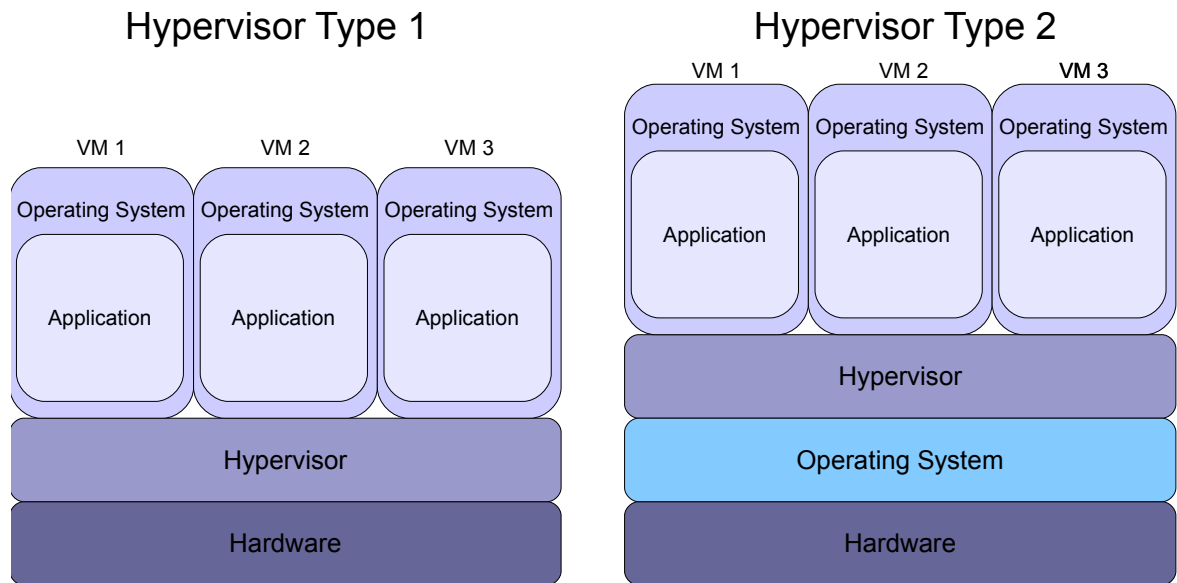 Hypervisor Type 1
VM 1
VM 2
VM 3
Operating System
Operating System
Operating System
Application
Application
Application
Hypervisor
Hardware
Hypervisor Type 2
VM 1
VM 2
VM 3
Operating System
Operating System
Operating System
Application
Application
Application
Hypervisor
Operating System
Hardware